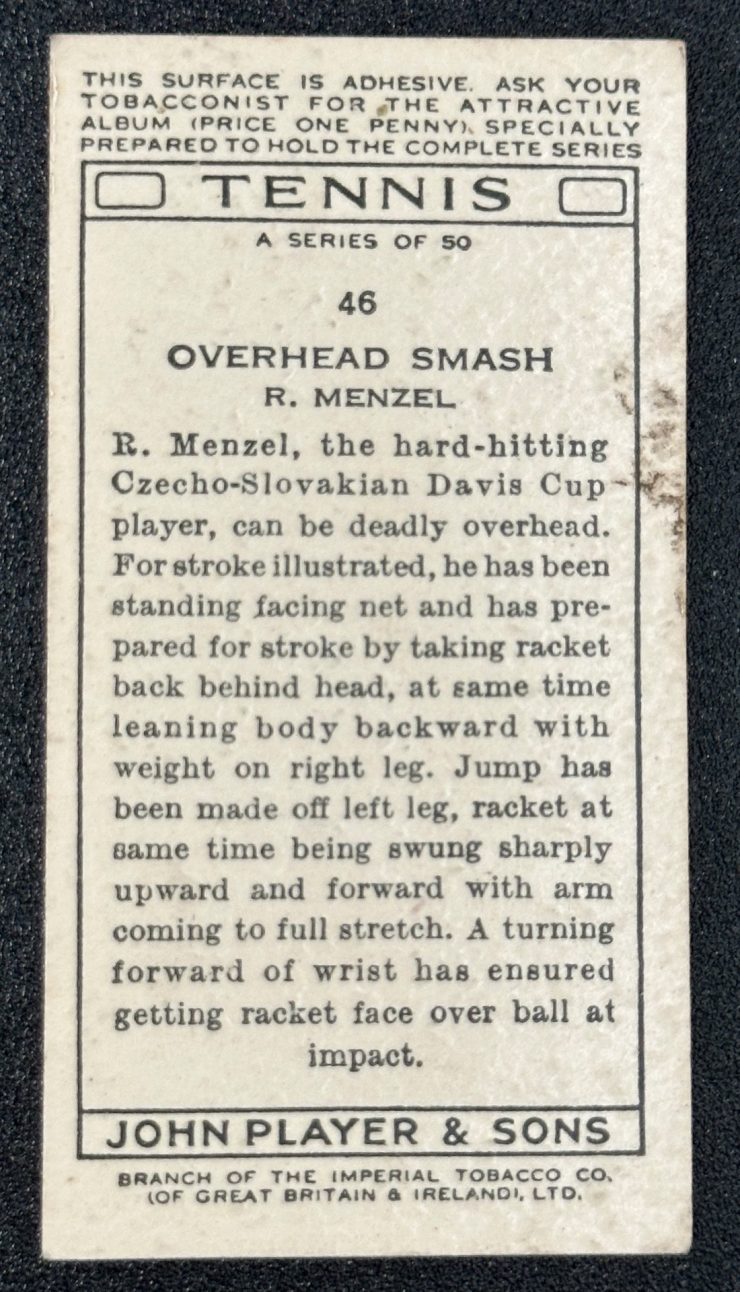 THIS SURFACE IS ADHESIVE. ASK YOUR
TOBACCONIST FOR THE ATTRACTIVE
ALBUM (PRICE ONE PENNY), SPECIALLY
PREPARED TO HOLD THE COMPLETE SERIES
TENNIS
A SERIES OF 50
46
OVERHEAD SMASH
R. MENZEL
R. Menzel, the hard-hitting
Czecho-Slovakian Davis Cup
player, can be deadly overhead.
For stroke illustrated, he has been
standing facing net and has pre-
pared for stroke by taking racket
back behind head, at same time
leaning body backward with
weight on right leg. Jump has
been made off left leg, racket at
same time being swung sharply
upward and forward with arm
coming to full stretch. A turning
forward of wrist has ensured
getting racket face over ball at
impact.
JOHN PLAYER & SONS
BRANCH OF THE IMPERIAL TOBACCO CO.
(OF GREAT BRITAIN & IRELAND), LTD.